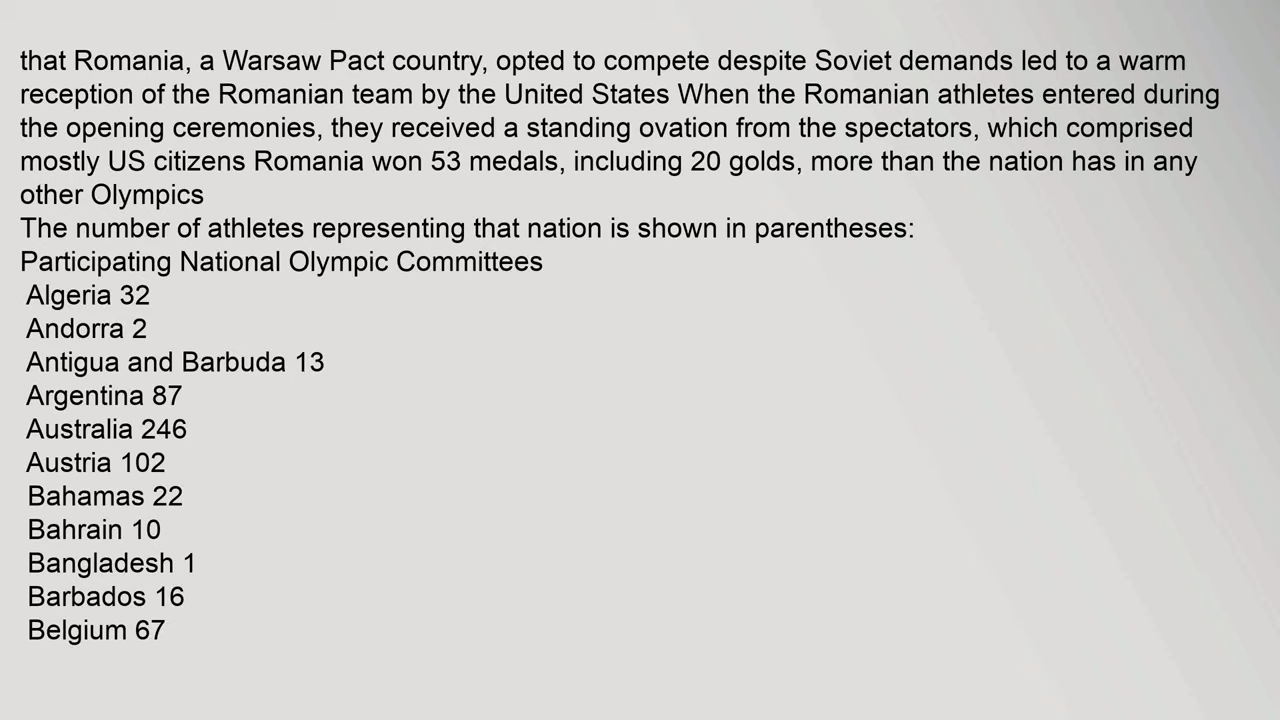 that Romania, a Warsaw Pact country, opted to compete despite Soviet demands led to a warm
reception of the Romanian team by the United States When the Romanian athletes entered during
the opening ceremonies, they received a standing ovation from the spectators, which comprised
mostly US citizens Romania won 53 medals, including 20 golds, more than the nation has in any
other Olympics
The number of athletes representing that nation is shown in parentheses:
Participating National Olympic Committees
Algeria 32
Andorra 2
Antigua and Barbuda 13
Argentina 87
Australia 246
Austria 102
Bahamas 22
Bahrain 10
Bangladesh 1
Barbados 16
Belgium 67